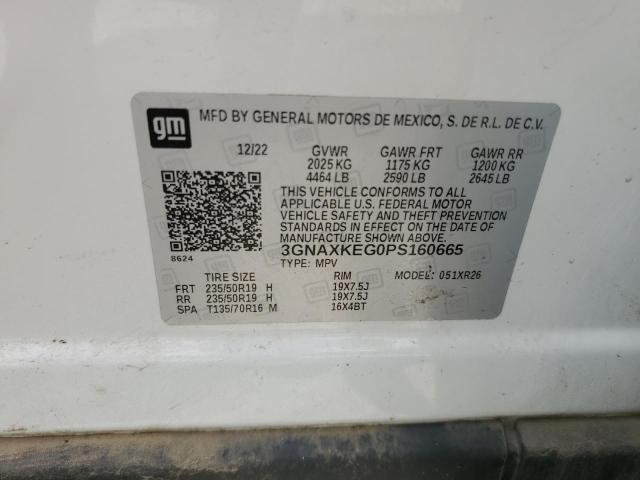 gm
MFD BY GENERAL MOTORS DE MEXICO, S. DE R.L. DE C.V.
12/22 GVWR GAWR FRT GAWR RR
2025 KG 1175 KG 1200 KG
4464 LB 2590 LB 2645 LB
THIS VEHICLE CONFORMS TO ALL
APPLICABLE U.S. FEDERAL MOTOR
VEHICLE SAFETY AND THEFT PREVENTION
STANDARDS IN EFFECT ON THE DATE OF
MANUFACTURE SHOWN ABOVE.
8624
3GNAXKEG0PS160665
TYPE: MPV MODEL: 051XR26
TIRE SIZE RIM
FRT 235/50R19 H 19X7.5J
RR 235/50R19 H 19X7.5J
SPA T135/70R16 M 16X4BT